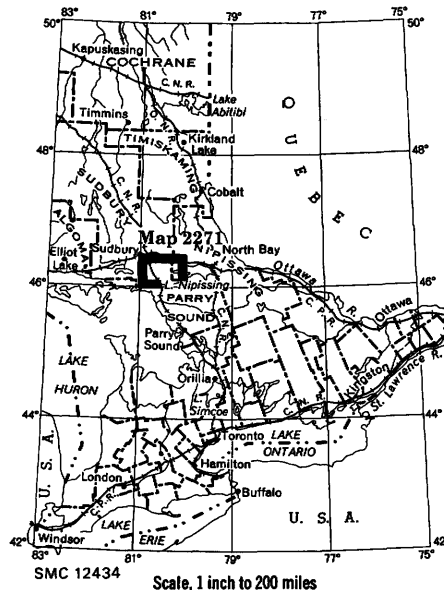 83°
81°
79°
77°
75°
50°
50°
Kapuskasing
COCHRANE
C. N. R.
Lake
Abitibi
O. N. R.
Timmins
TIMISKAMING
Kirkland
Lake
QUEBEC
48°
48°
SUDBURY
C. N. R.
Cobalt
ALGOMA
Elliot
Lake
Sudbury
Map 2271
North Bay
NIPISSING
Ottawa
R.
46°
46°
L. Nipissing
PARRY
SOUND
C. N. R.
C. P. R.
Ottawa
Parry
Sound
LAKE
HURON
Orillia
L.
Simcoe
Kingston
St. Lawrence R.
C. N. R.
44°
44°
Toronto
LAKE
ONTARIO
U. S. A.
Hamilton
London
C. P. R.
Buffalo
LAKE
ERIE
U. S. A.
Windsor
42°
42°
83°
81°
79°
77°
75°
SMC 12434
Scale, 1 inch to 200 miles